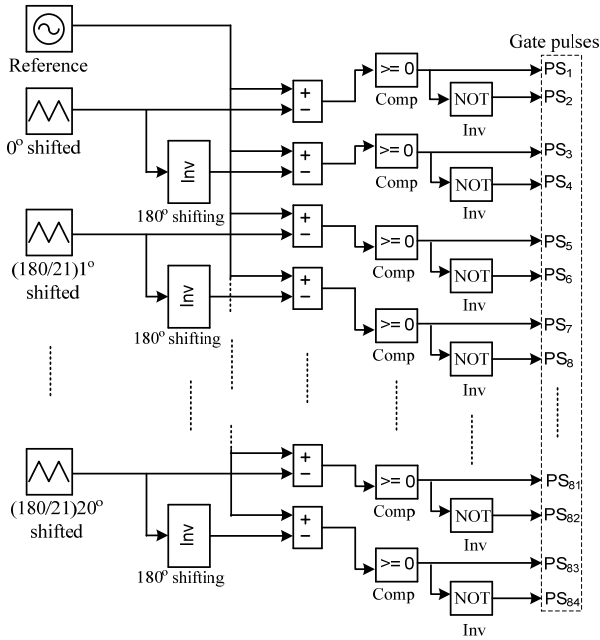 Gate pulses
Reference
0° shifted
+
−
>= 0
Comp
NOT
Inv
PS1
PS2
Inv
180° shifting
+
−
>= 0
Comp
NOT
Inv
PS3
PS4
(180/21)1°
shifted
+
−
>= 0
Comp
NOT
Inv
PS5
PS6
Inv
180° shifting
+
−
>= 0
Comp
NOT
Inv
PS7
PS8
(180/21)20°
shifted
+
−
>= 0
Comp
NOT
Inv
PS81
PS82
Inv
180° shifting
+
−
>= 0
Comp
NOT
Inv
PS83
PS84